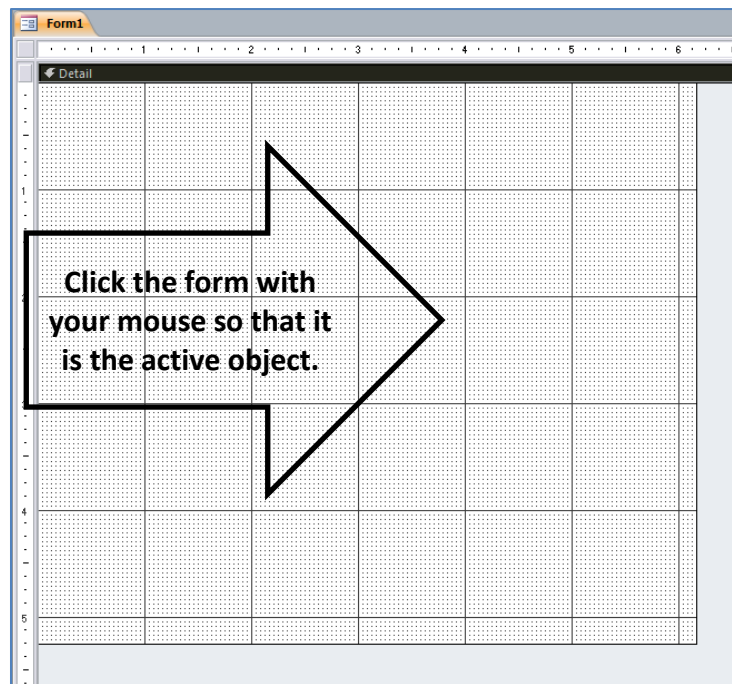 Form1
1 2 3 4 5 6
Detail
1
Click the form with
2
your mouse so that it
is the active object.
3
4
5